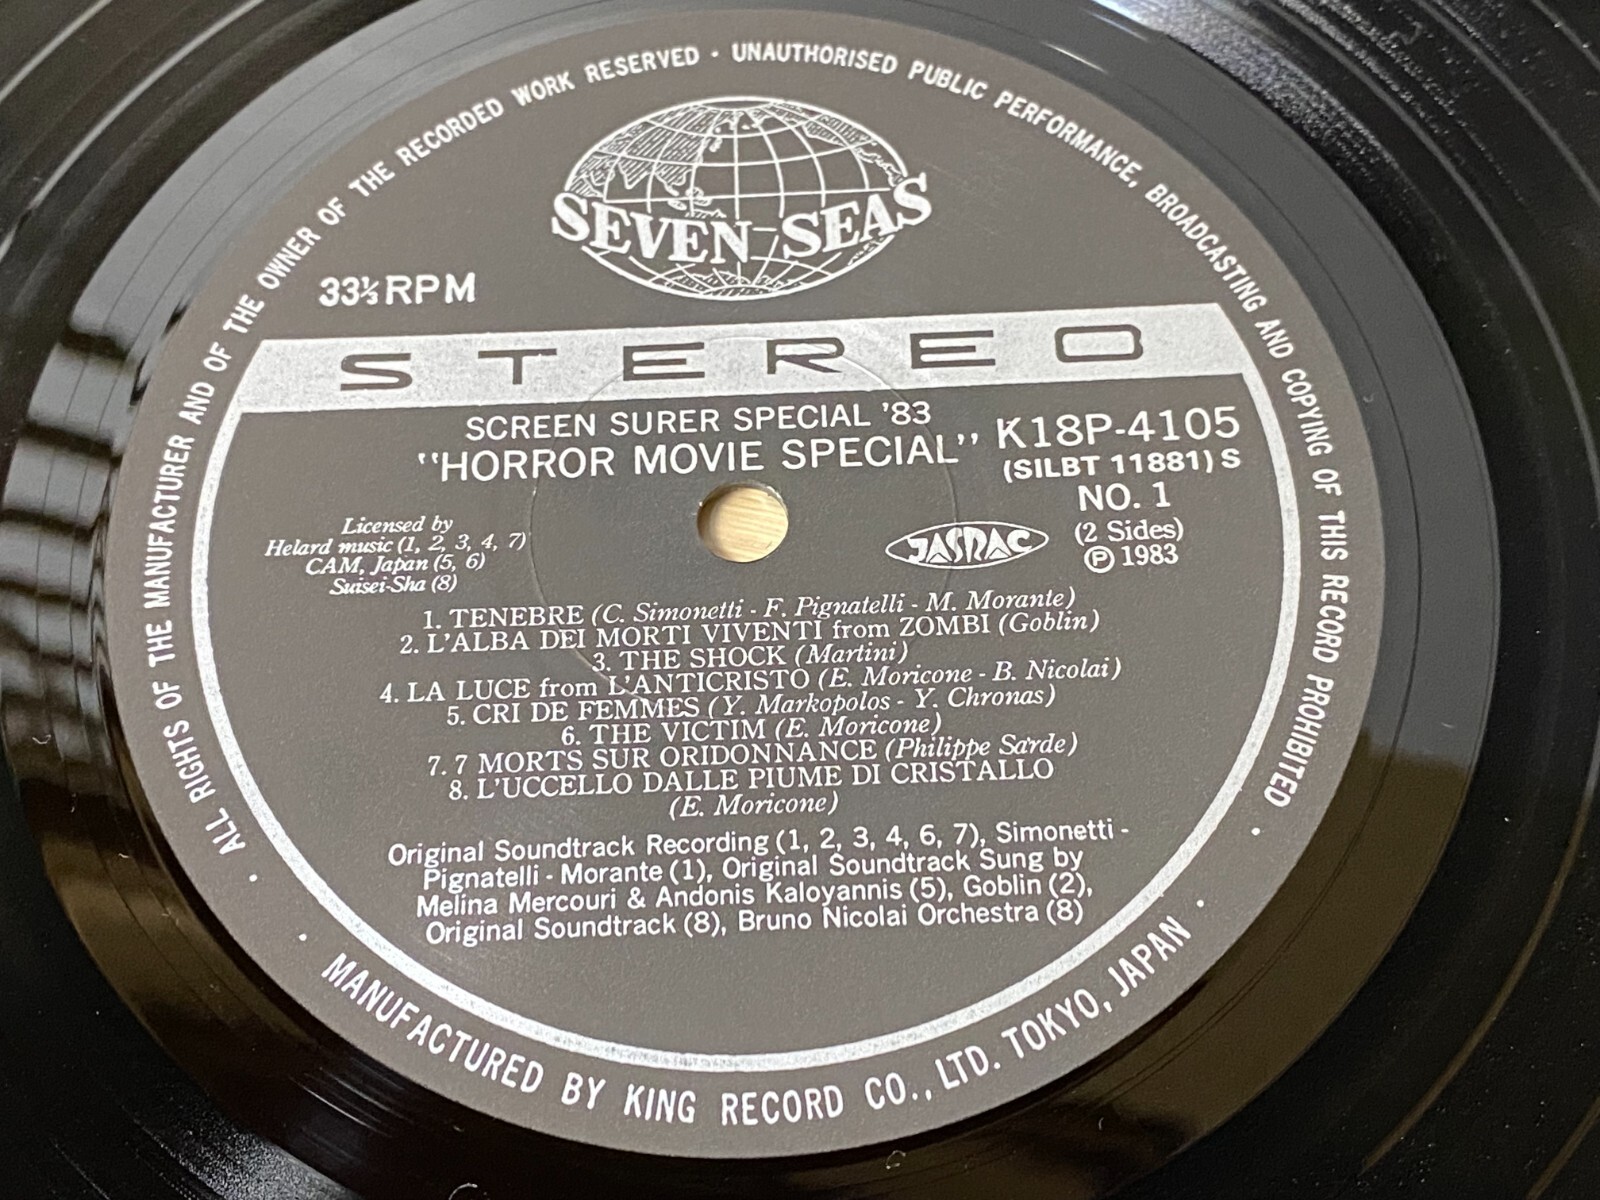 ALL RIGHTS OF THE MANUFACTURER AND OF THE OWNER OF THE RECORDED WORK RESERVED · UNAUTHORISED PUBLIC PERFORMANCE, BROADCASTING AND COPYING OF THIS RECORD PROHIBITED ·
SEVEN SEAS
33⅓RPM
STEREO
SCREEN SURER SPECIAL '83
"HORROR MOVIE SPECIAL"
K18P-4105
(SILBT 11881) S
NO. 1
(2 Sides)
Ⓟ 1983
JASRAC
Licensed by
Helard music (1, 2, 3, 4, 7)
CAM, Japan (5, 6)
Suisei-Sha (8)
1. TENEBRE (C. Simonetti - F. Pignatelli - M. Morante)
2. L'ALBA DEI MORTI VIVENTI from ZOMBI (Goblin)
3. THE SHOCK (Martini)
4. LA LUCE from L'ANTICRISTO (E. Moricone - B. Nicolai)
5. CRI DE FEMMES (Y. Markopolos - Y. Chronas)
6. THE VICTIM (E. Moricone)
7. 7 MORTS SUR ORIDONNANCE (Philippe Sarde)
8. L'UCCELLO DALLE PIUME DI CRISTALLO
(E. Moricone)
Original Soundtrack Recording (1, 2, 3, 4, 6, 7), Simonetti -
Pignatelli - Morante (1), Original Soundtrack Sung by
Melina Mercouri & Andonis Kaloyannis (5), Goblin (2),
Original Soundtrack (8), Bruno Nicolai Orchestra (8)
· MANUFACTURED BY KING RECORD CO., LTD. TOKYO, JAPAN ·